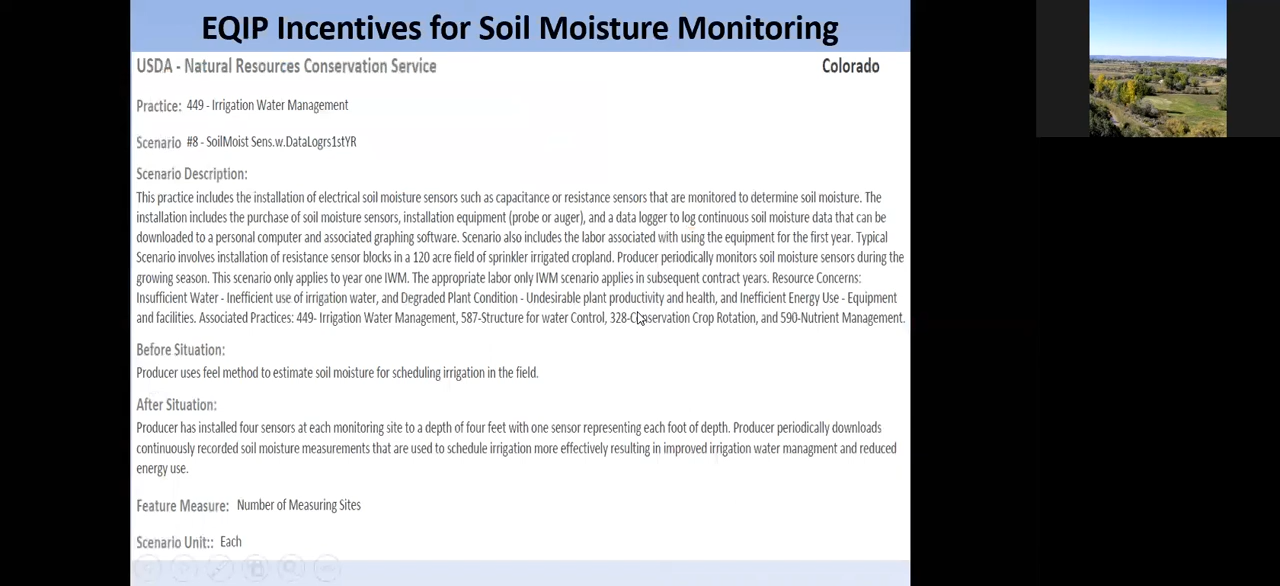 EQIP Incentives for Soil Moisture Monitoring
USDA - Natural Resources Conservation Service
Colorado
Practice: 449 - Irrigation Water Management
Scenario #8 - SoilMoist Sens.w.DataLogrs1stYR
Scenario Description:
This practice includes the installation of electrical soil moisture sensors such as capacitance or resistance sensors that are monitored to determine soil moisture. The
installation includes the purchase of soil moisture sensors, installation equipment (probe or auger), and a data logger to log continuous soil moisture data that can be
downloaded to a personal computer and associated graphing software. Scenario also includes the labor associated with using the equipment for the first year. Typical
Scenario involves installation of resistance sensor blocks in a 120 acre field of sprinkler irrigated cropland. Producer periodically monitors soil moisture sensors during the
growing season. This scenario only applies to year one IWM. The appropriate labor only IWM scenario applies in subsequent contract years. Resource Concerns:
Insufficient Water - Inefficient use of irrigation water, and Degraded Plant Condition - Undesirable plant productivity and health, and Inefficient Energy Use - Equipment
and facilities. Associated Practices: 449- Irrigation Water Management, 587-Structure for water Control, 328-Conservation Crop Rotation, and 590-Nutrient Management.
Before Situation:
Producer uses feel method to estimate soil moisture for scheduling irrigation in the field.
After Situation:
Producer has installed four sensors at each monitoring site to a depth of four feet with one sensor representing each foot of depth. Producer periodically downloads
continuously recorded soil moisture measurements that are used to schedule irrigation more effectively resulting in improved irrigation water managment and reduced
energy use.
Feature Measure: Number of Measuring Sites
Scenario Unit:: Each